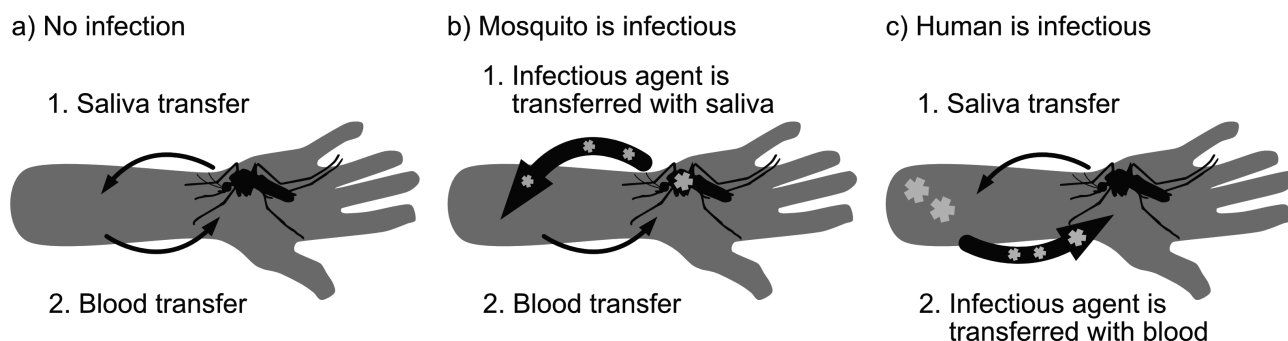 a) No infection
1. Saliva transfer
2. Blood transfer
b) Mosquito is infectious
1. Infectious agent is
transferred with saliva
2. Blood transfer
c) Human is infectious
1. Saliva transfer
2. Infectious agent is
transferred with blood